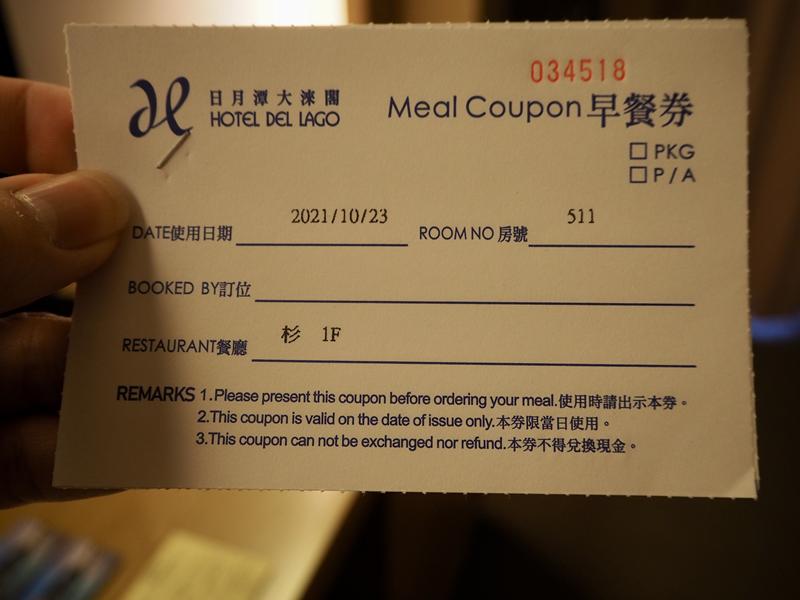 034518
日月潭大淶閣
HOTEL DEL LAGO
Meal Coupon早餐券
□ PKG
□ P/A
DATE使用日期 2021/10/23 ROOM NO 房號 511
BOOKED BY訂位
RESTAURANT餐廳 杉 1F
REMARKS 1.Please present this coupon before ordering your meal.使用時請出示本券。
2.This coupon is valid on the date of issue only.本券限當日使用。
3.This coupon can not be exchanged nor refund.本券不得兌換現金。